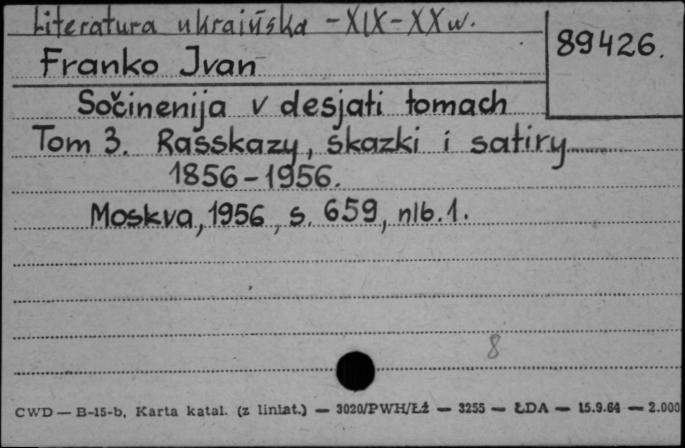 Literatura ukraińska - XIX - XX w.
89426.
Franko Ivan
Sočinenija v desjati tomach
Tom 3. Rasskazy, skazki i satiry
1856 - 1956.
Moskva, 1956, s. 659, nlb. 1.
8
CWD — B-15-b, Karta katal. (z liniat.) — 3020/PWH/Łż — 3255 — ŁDA — 15.9.64 — 2.000